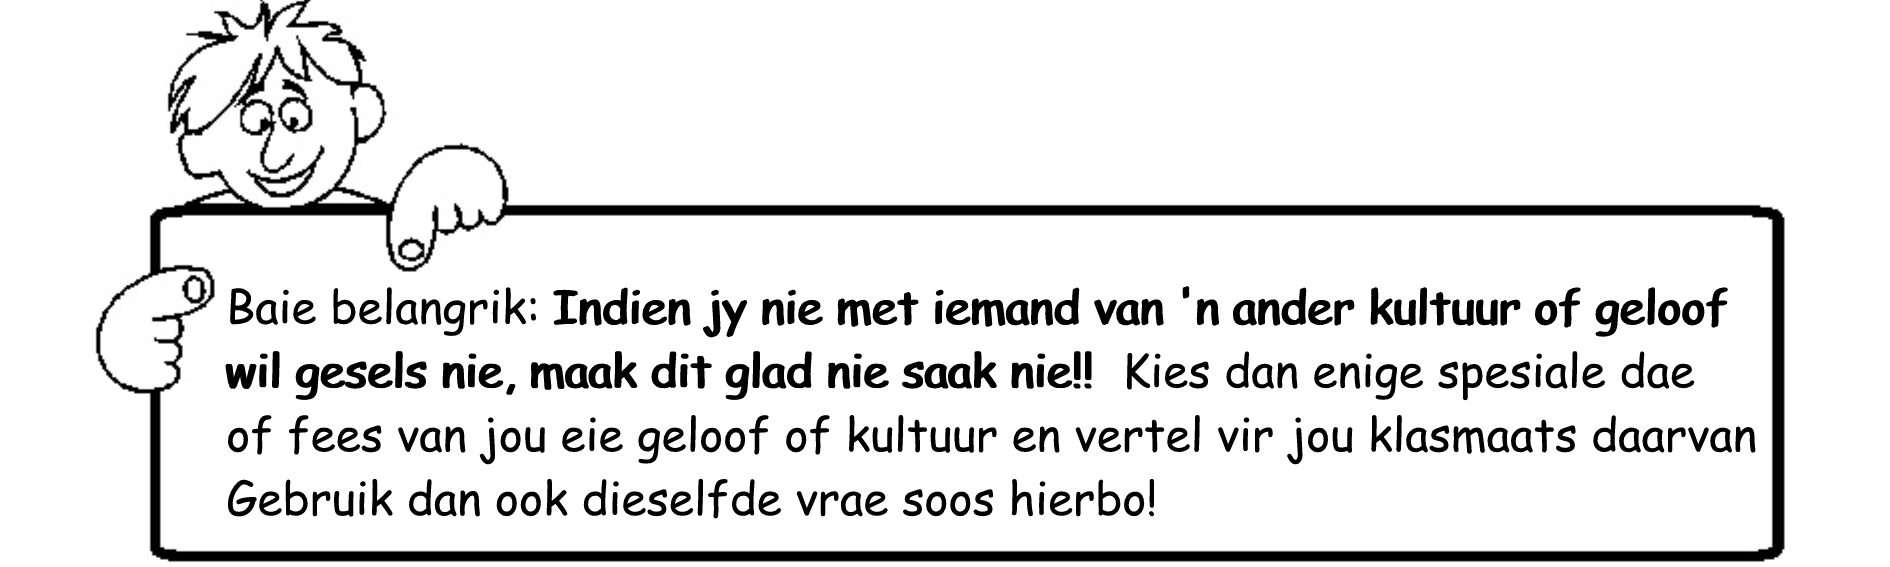 Baie belangrik: Indien jy nie met iemand van 'n ander kultuur of geloof
wil gesels nie, maak dit glad nie saak nie!! Kies dan enige spesiale dae
of fees van jou eie geloof of kultuur en vertel vir jou klasmaats daarvan
Gebruik dan ook dieselfde vrae soos hierbo!